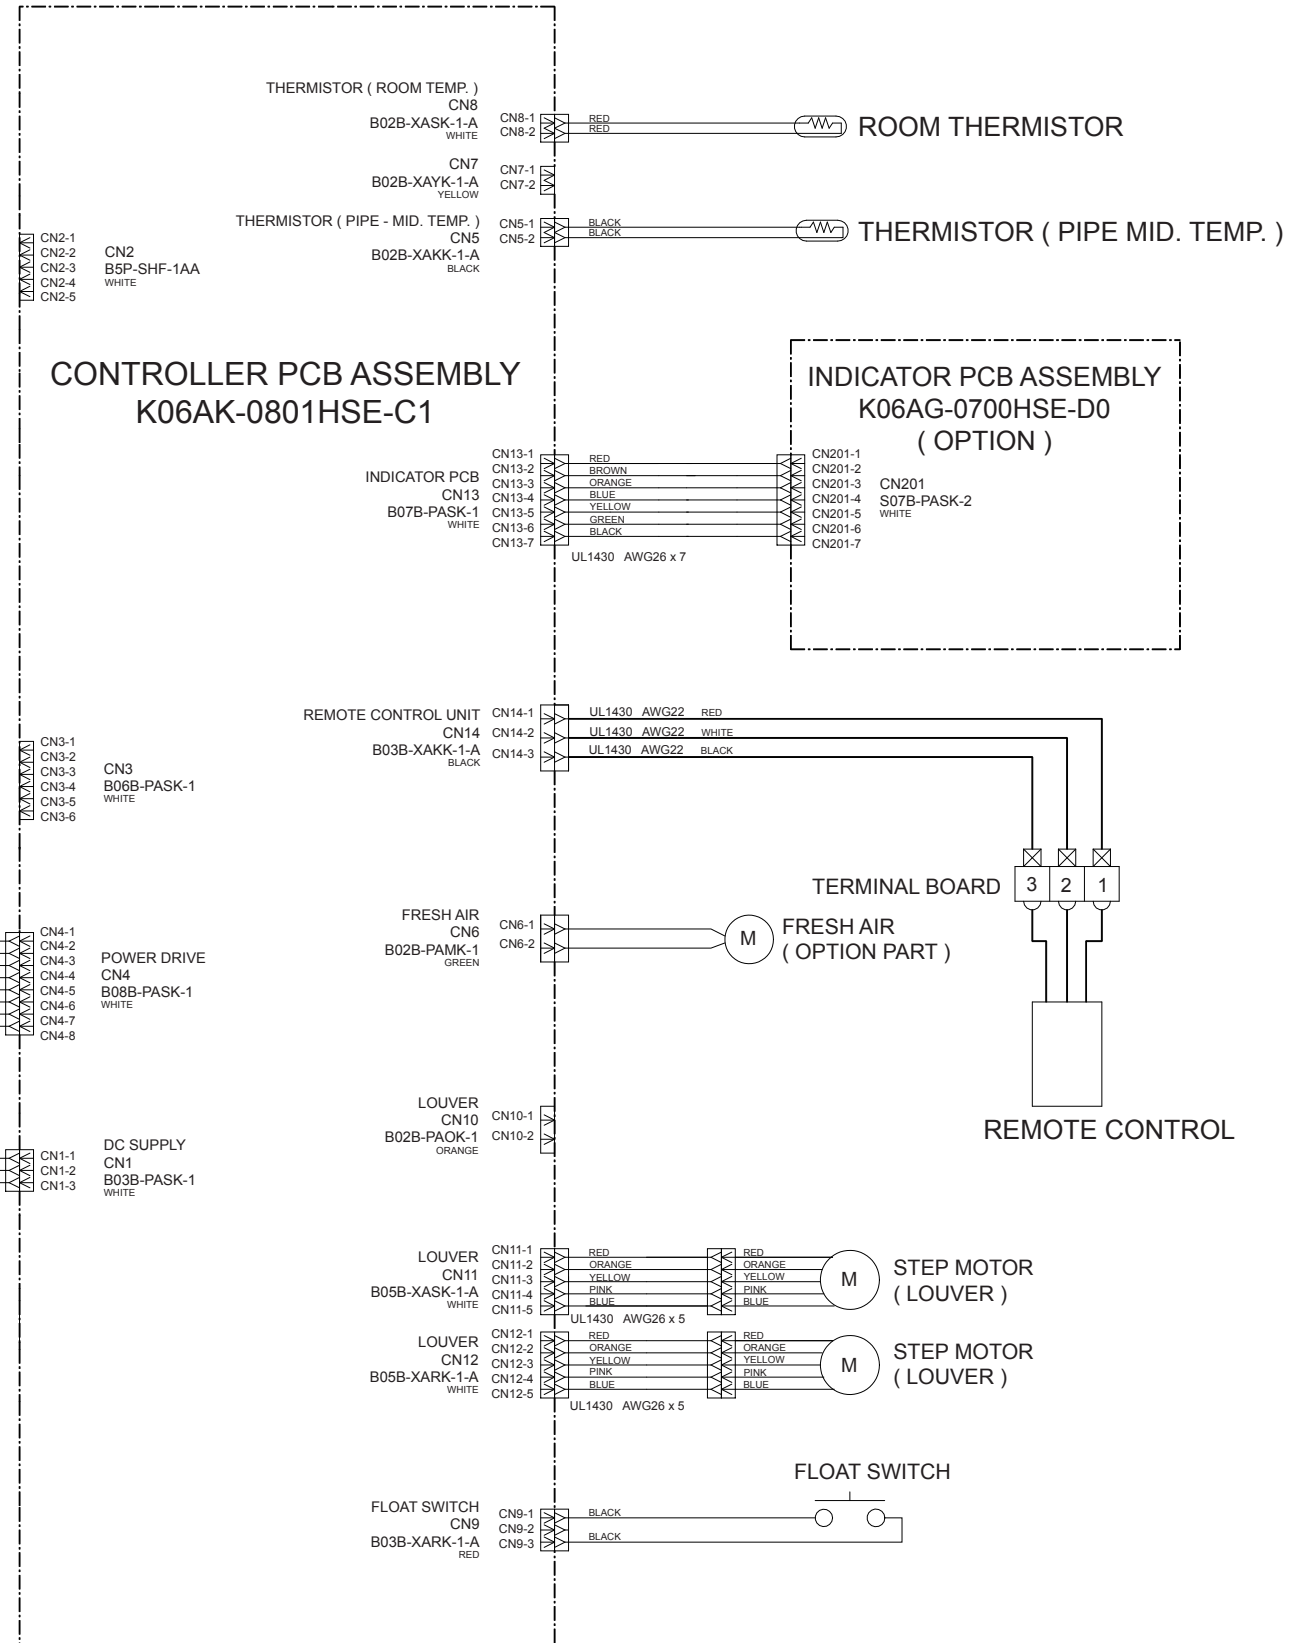 THERMISTOR ( ROOM TEMP. )
CN8
B02B-XASK-1-A
WHITE
CN8-1
CN8-2
RED
RED
ROOM THERMISTOR
CN7
B02B-XAYK-1-A
YELLOW
CN7-1
CN7-2
THERMISTOR ( PIPE - MID. TEMP. )
CN5
B02B-XAKK-1-A
BLACK
CN5-1
CN5-2
BLACK
BLACK
THERMISTOR ( PIPE MID. TEMP. )
CN2-1
CN2-2
CN2-3
CN2-4
CN2-5
CN2
B5P-SHF-1AA
WHITE
CONTROLLER PCB ASSEMBLY
K06AK-0801HSE-C1
INDICATOR PCB ASSEMBLY
K06AG-0700HSE-D0
( OPTION )
INDICATOR PCB
CN13
B07B-PASK-1
WHITE
CN13-1
CN13-2
CN13-3
CN13-4
CN13-5
CN13-6
CN13-7
RED
BROWN
ORANGE
BLUE
YELLOW
GREEN
BLACK
UL1430 AWG26 x 7
CN201-1
CN201-2
CN201-3
CN201-4
CN201-5
CN201-6
CN201-7
CN201
S07B-PASK-2
WHITE
REMOTE CONTROL UNIT
CN14
B03B-XAKK-1-A
BLACK
CN14-1
CN14-2
CN14-3
UL1430 AWG22 RED
UL1430 AWG22 WHITE
UL1430 AWG22 BLACK
CN3-1
CN3-2
CN3-3
CN3-4
CN3-5
CN3-6
CN3
B06B-PASK-1
WHITE
TERMINAL BOARD
3 2 1
FRESH AIR
CN6
B02B-PAMK-1
GREEN
CN6-1
CN6-2
M
FRESH AIR
( OPTION PART )
CN4-1
CN4-2
CN4-3
CN4-4
CN4-5
CN4-6
CN4-7
CN4-8
POWER DRIVE
CN4
B08B-PASK-1
WHITE
REMOTE CONTROL
LOUVER
CN10
B02B-PAOK-1
ORANGE
CN10-1
CN10-2
CN1-1
CN1-2
CN1-3
DC SUPPLY
CN1
B03B-PASK-1
WHITE
LOUVER
CN11
B05B-XASK-1-A
WHITE
CN11-1
CN11-2
CN11-3
CN11-4
CN11-5
RED
ORANGE
YELLOW
PINK
BLUE
UL1430 AWG26 x 5
RED
ORANGE
YELLOW
PINK
BLUE
M
STEP MOTOR
( LOUVER )
LOUVER
CN12
B05B-XARK-1-A
WHITE
CN12-1
CN12-2
CN12-3
CN12-4
CN12-5
RED
ORANGE
YELLOW
PINK
BLUE
UL1430 AWG26 x 5
RED
ORANGE
YELLOW
PINK
BLUE
M
STEP MOTOR
( LOUVER )
FLOAT SWITCH
FLOAT SWITCH
CN9
B03B-XARK-1-A
RED
CN9-1
CN9-2
CN9-3
BLACK
BLACK